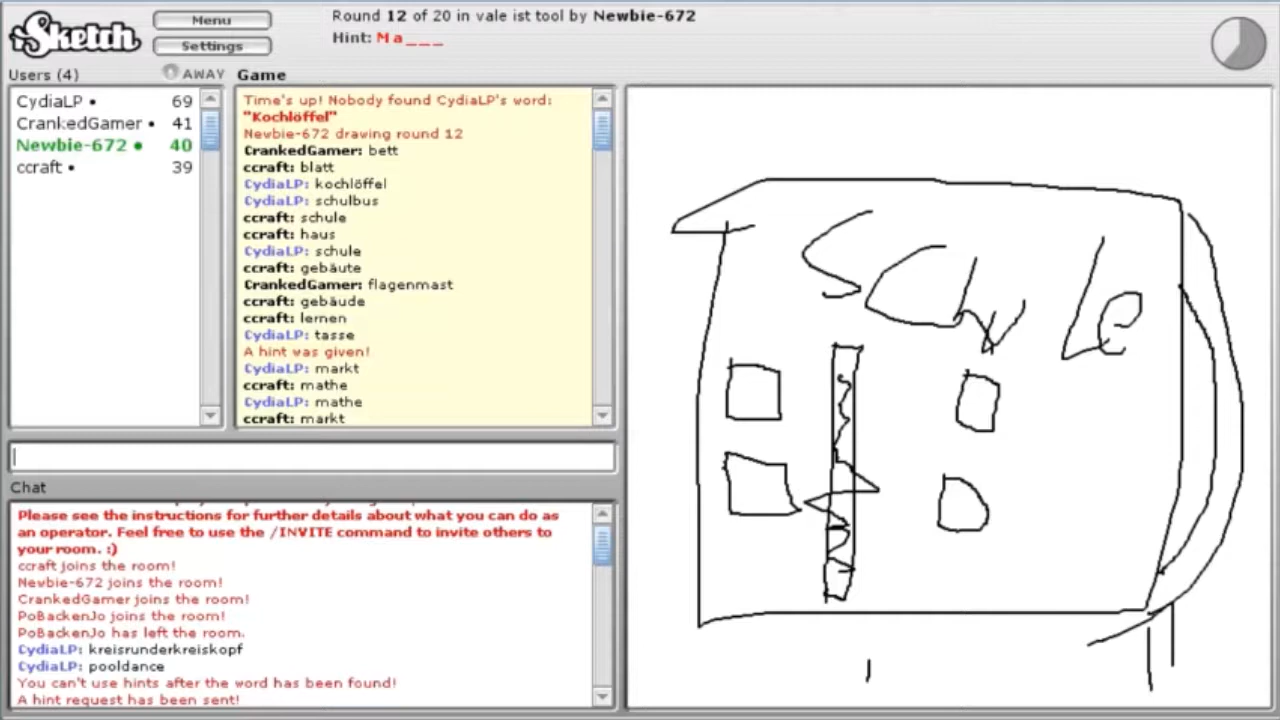 iSketch
Menu
Settings
Round 12 of 20 in vale ist tool by Newbie-672
Hint: Ma___
Users (4)
AWAY
Game
CydiaLP • 69
CrankedGamer • 41
Newbie-672 • 40
ccraft • 39
Time's up! Nobody found CydiaLP's word:
"Kochlöffel"
Newbie-672 drawing round 12
CrankedGamer: bett
ccraft: blatt
CydiaLP: kochlöffel
CydiaLP: schulbus
ccraft: schule
ccraft: haus
CydiaLP: schule
ccraft: gebäute
CrankedGamer: flagenmast
ccraft: gebäude
ccraft: lernen
CydiaLP: tasse
A hint was given!
CydiaLP: markt
ccraft: mathe
CydiaLP: mathe
ccraft: markt
Chat
Please see the instructions for further details about what you can do as
an operator. Feel free to use the /INVITE command to invite others to
your room. :)
ccraft joins the room!
Newbie-672 joins the room!
CrankedGamer joins the room!
PoBackenJo joins the room!
PoBackenJo has left the room.
CydiaLP: kreisrunderkreiskopf
CydiaLP: pooldance
You can't use hints after the word has been found!
A hint request has been sent!
Schule